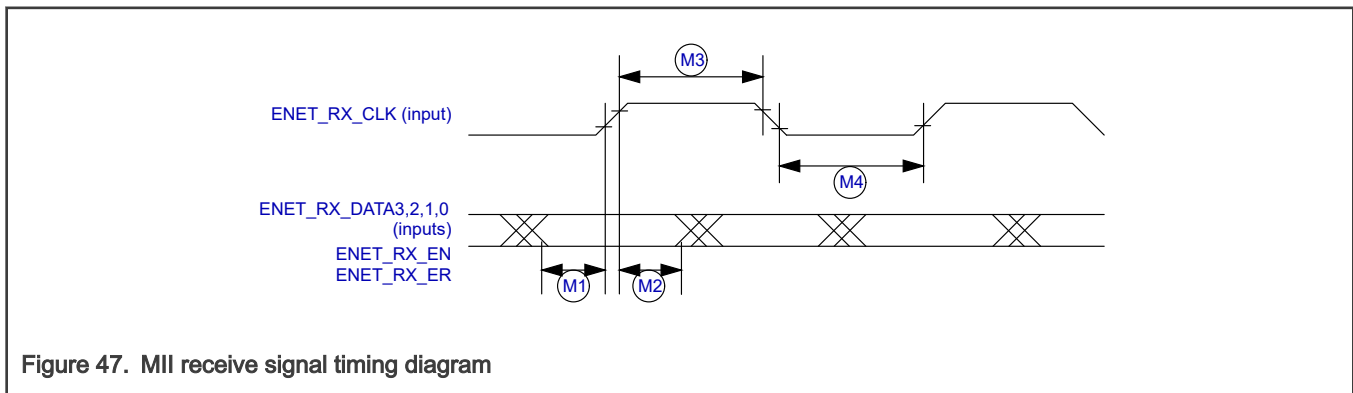 M3
ENET_RX_CLK (input)
M4
ENET_RX_DATA3,2,1,0
(inputs)
ENET_RX_EN
ENET_RX_ER
M1
M2
Figure 47. MII receive signal timing diagram